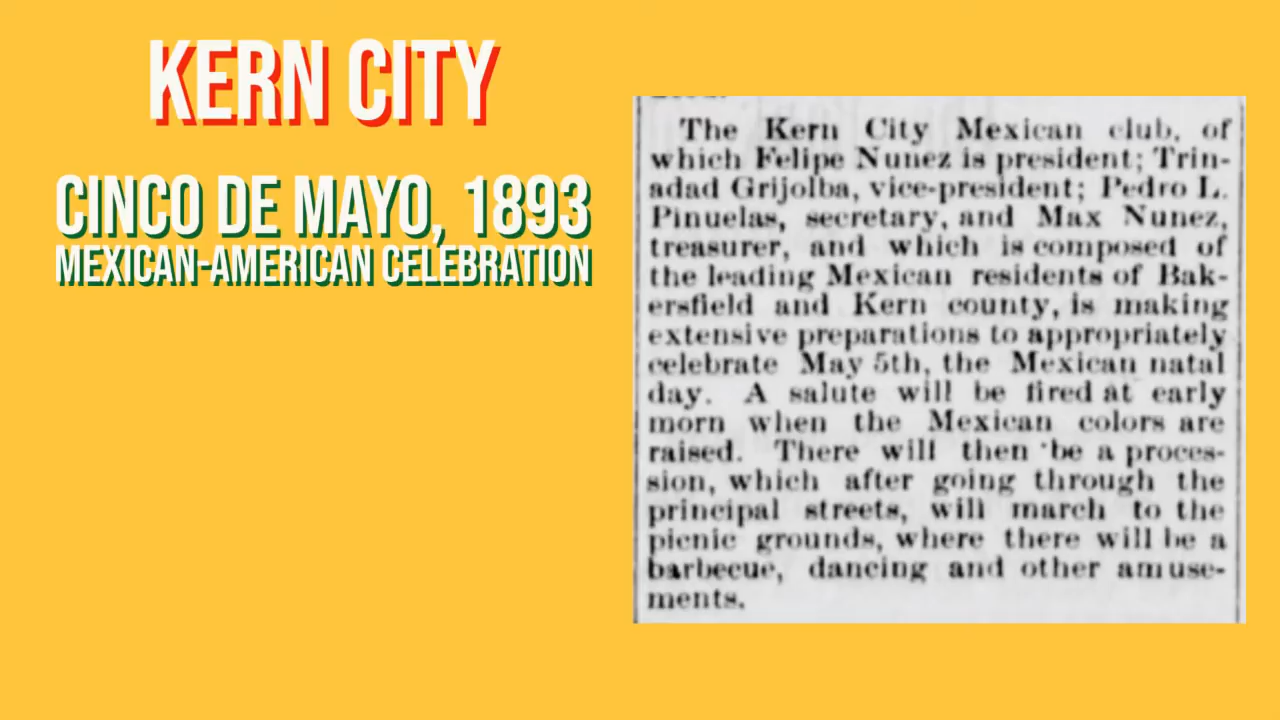 KERN CITY
CINCO DE MAYO, 1893
MEXICAN-AMERICAN CELEBRATION
The Kern City Mexican club, of
which Felipe Nunez is president; Trin-
adad Grijolba, vice-president; Pedro L.
Pinuelas, secretary, and Max Nunez,
treasurer, and which is composed of
the leading Mexican residents of Bak-
ersfield and Kern county, is making
extensive preparations to appropriately
celebrate May 5th, the Mexican natal
day. A salute will be fired at early
morn when the Mexican colors are
raised. There will then be a proces-
sion, which after going through the
principal streets, will march to the
picnic grounds, where there will be a
barbecue, dancing and other amuse-
ments.